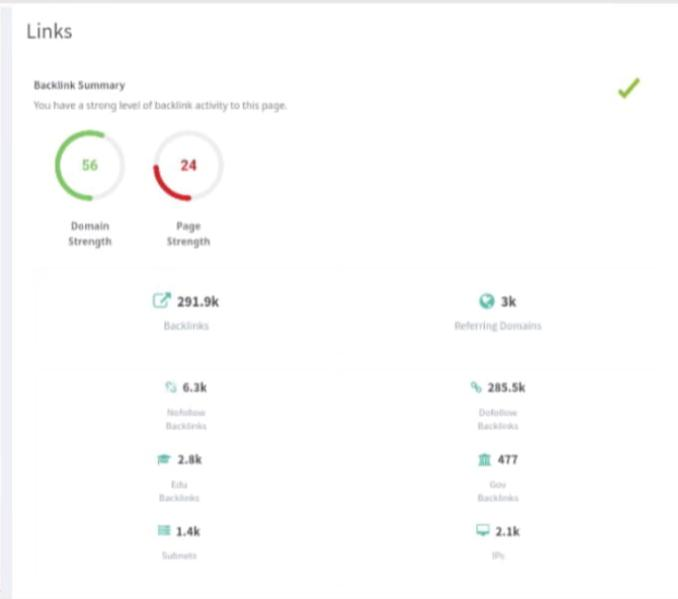 Links
Backlink Summary
You have a strong level of backlink activity to this page.
56
24
Domain
Strength
Page
Strength
291.9k
Backlinks
3k
Referring Domains
6.3k
Nofollow
Backlinks
285.5k
Dofollow
Backlinks
2.8k
Edu
Backlinks
477
Gov
Backlinks
1.4k
Subnets
2.1k
IPs